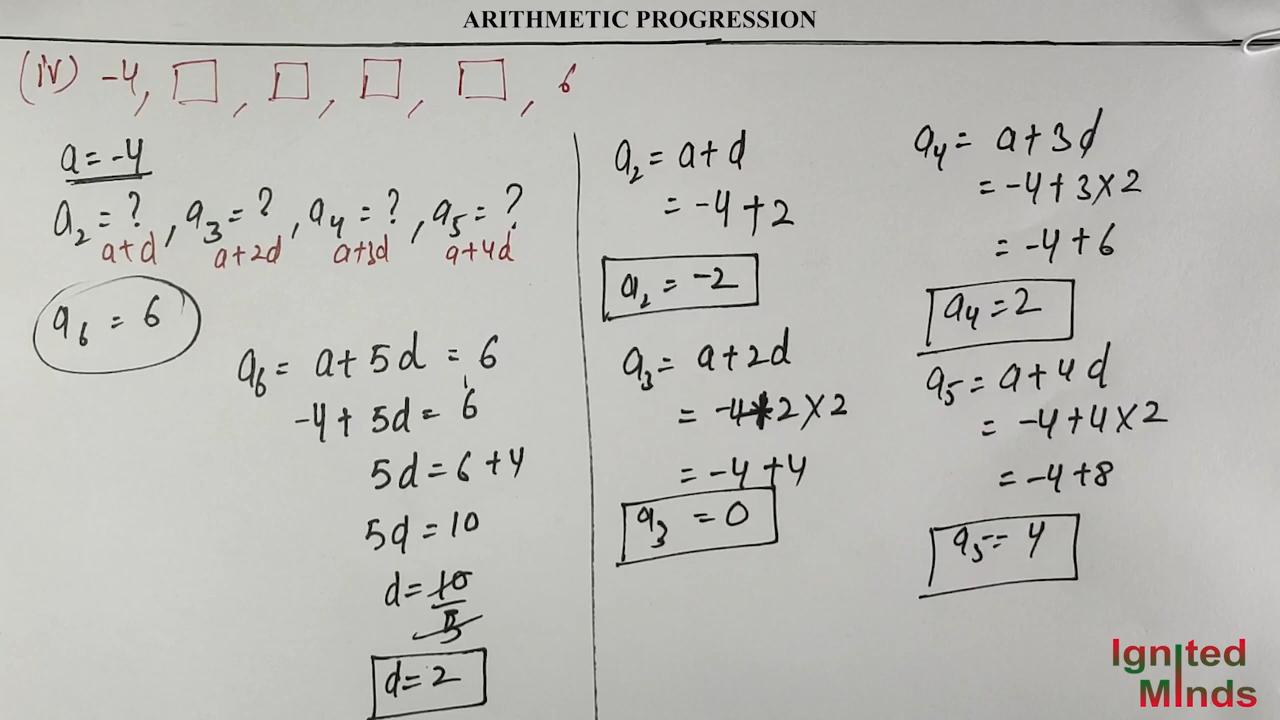 ARITHMETIC PROGRESSION
(iv) -4, □, □, □, □, 6
a = -4
a₂ = ?, a₃ = ?, a₄ = ?, a₅ = ?
a+d a+2d a+3d a+4d
a₆ = 6
a₆ = a + 5d = 6
-4 + 5d = 6
5d = 6 + 4
5d = 10
d = 10/5
d = 2
a₂ = a + d
= -4 + 2
a₂ = -2
a₃ = a + 2d
= -4 + 2 × 2
= -4 + 4
a₃ = 0
a₄ = a + 3d
= -4 + 3 × 2
= -4 + 6
a₄ = 2
a₅ = a + 4d
= -4 + 4 × 2
= -4 + 8
a₅ = 4
Ignited
Minds